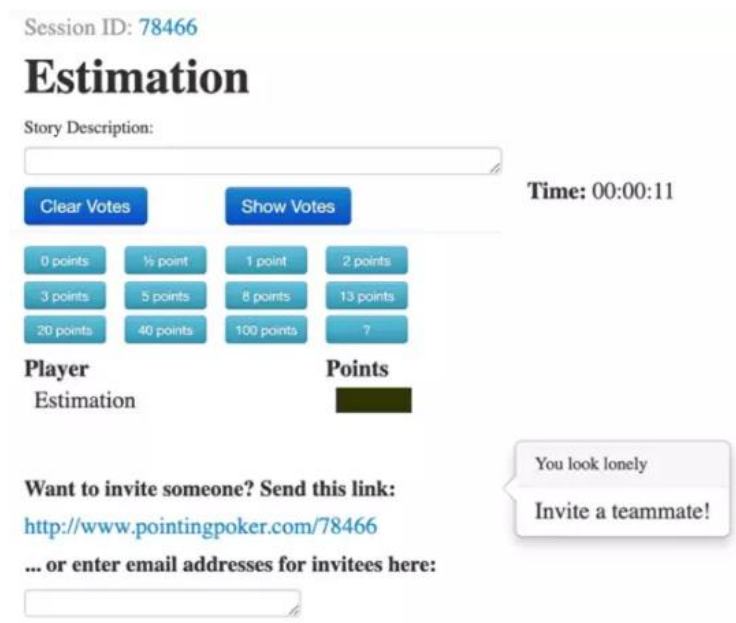 Session ID: 78466
Estimation
Story Description:
Time: 00:00:11
Clear Votes Show Votes
0 points ½ point 1 point 2 points
3 points 5 points 8 points 13 points
20 points 40 points 100 points ?
Player Points
Estimation
You look lonely
Invite a teammate!
Want to invite someone? Send this link:
http://www.pointingpoker.com/78466
... or enter email addresses for invitees here: